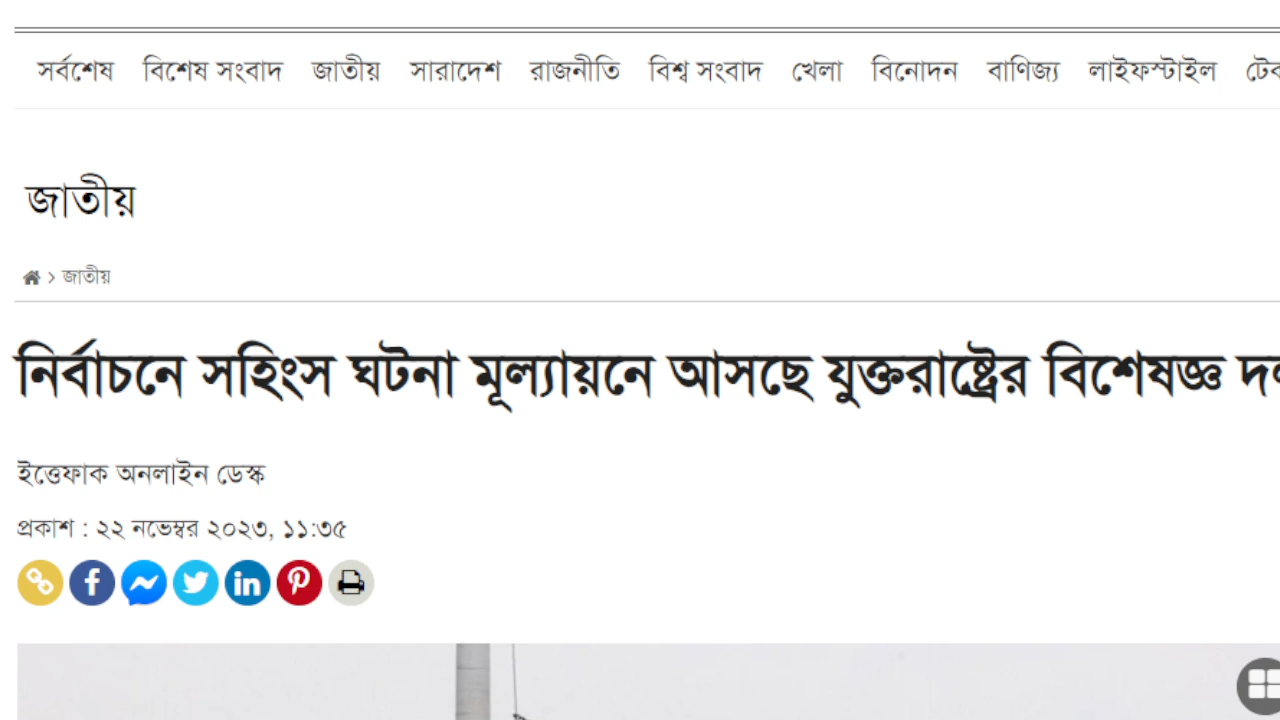 সর্বশেষ বিশেষ সংবাদ জাতীয় সারাদেশ রাজনীতি বিশ্ব সংবাদ খেলা বিনোদন বাণিজ্য লাইফস্টাইল
জাতীয়
> জাতীয়
নির্বাচনে সহিংস ঘটনা মূল্যায়নে আসছে যুক্তরাষ্ট্রের বিশেষজ্ঞ
ইত্তেফাক অনলাইন ডেস্ক
প্রকাশ : ২২ নভেম্বর ২০২৩, ১১:৩৫